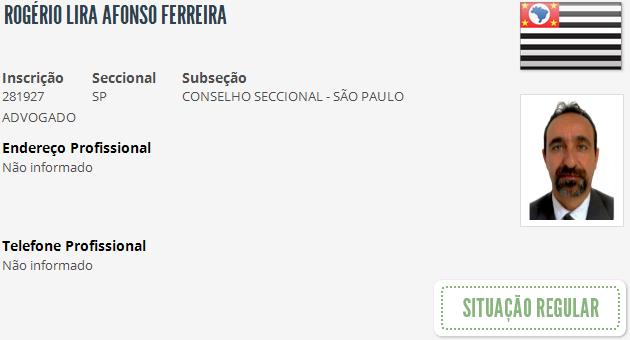 ROGÉRIO LIRA AFONSO FERREIRA
Inscrição Seccional Subseção
281927 SP CONSELHO SECCIONAL - SÃO PAULO
ADVOGADO
Endereço Profissional
Não informado
Telefone Profissional
Não informado
SITUAÇÃO REGULAR